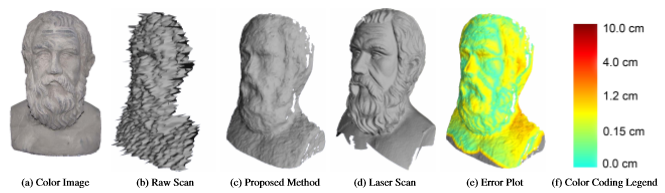 10.0 cm
4.0 cm
1.2 cm
0.15 cm
0.0 cm
(a) Color Image
(b) Raw Scan
(c) Proposed Method
(d) Laser Scan
(e) Error Plot
(f) Color Coding Legend